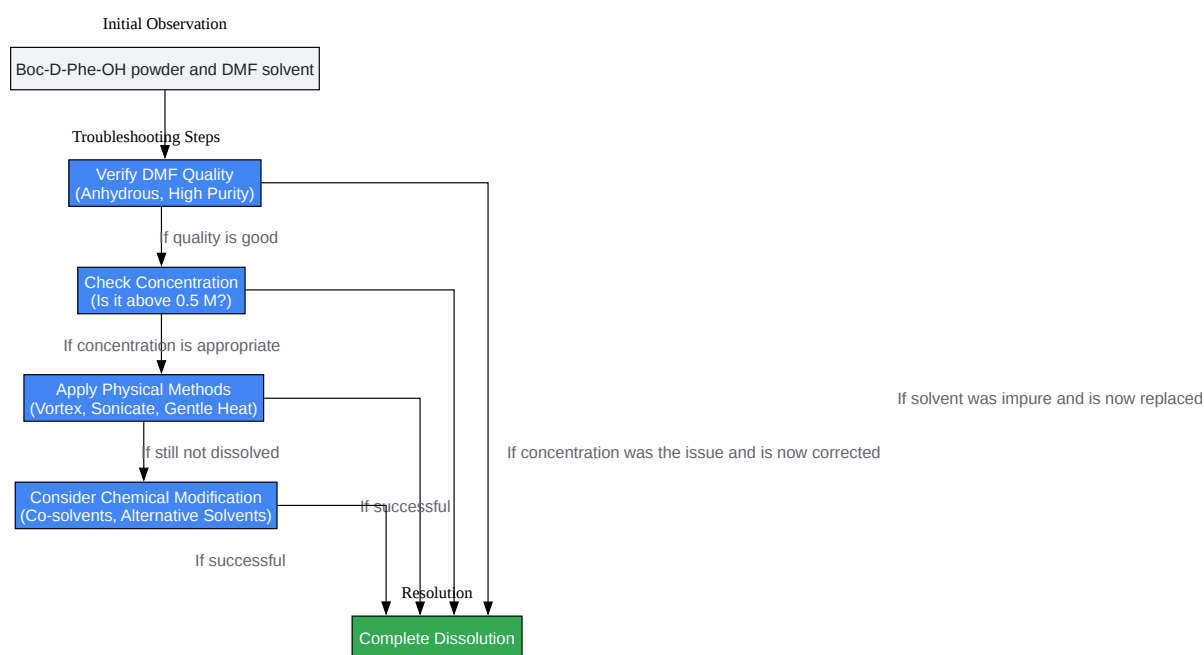 Initial Observation
Boc-D-Phe-OH powder and DMF solvent
Troubleshooting Steps
Verify DMF Quality
(Anhydrous, High Purity)
If quality is good
Check Concentration
(Is it above 0.5 M?)
If concentration is appropriate
Apply Physical Methods
(Vortex, Sonicate, Gentle Heat)
If solvent was impure and is now replaced
If still not dissolved
If concentration was the issue and is now corrected
Consider Chemical Modification
(Co-solvents, Alternative Solvents)
If successful
If successful
Resolution
Complete Dissolution